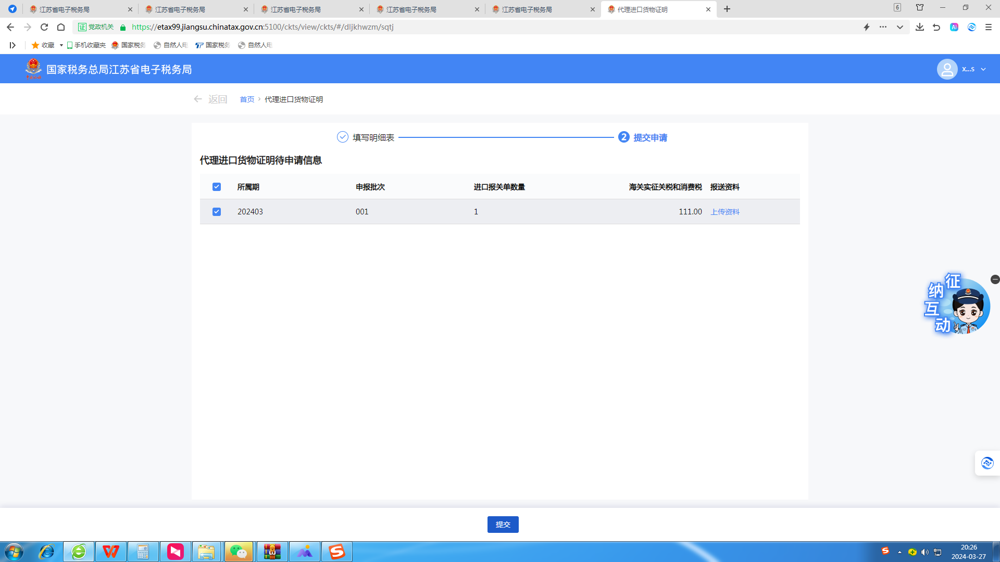 江苏省电子税务局
江苏省电子税务局
江苏省电子税务局
江苏省电子税务局
江苏省电子税务局
代理进口货物证明
6
证 党政机关
https://etax99.jiangsu.chinatax.gov.cn:5100/ckts/view/ckts/#/dljkhwzm/sqtj
AI
收藏
手机收藏夹
国家税务
自然人电
国家税务
自然人电
国家税务总局江苏省电子税务局
x...s
返回
首页 > 代理进口货物证明
填写明细表
2 提交申请
代理进口货物证明待申请信息
所属期 申报批次 进口报关单数量 海关实征关税和消费税 报送资料
202403 001 1 111.00 上传资料
征纳互动
提交
20:26
2024-03-27